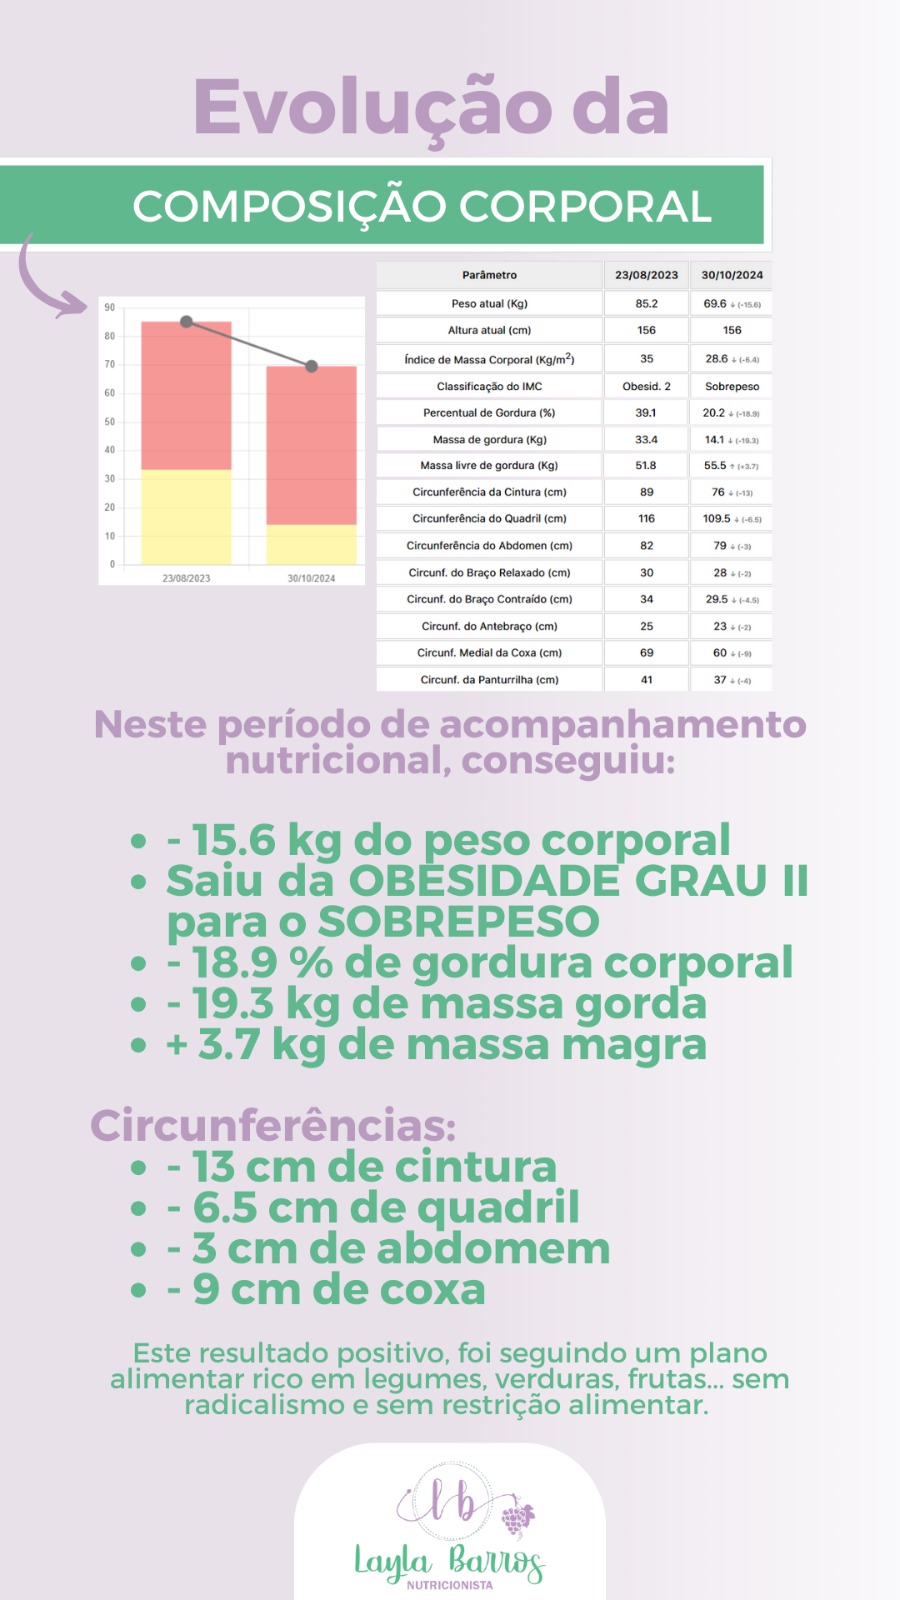 Evolução da
COMPOSIÇÃO CORPORAL
90
80
70
60
50
40
30
20
10
0
23/08/2023 30/10/2024
Parâmetro 23/08/2023 30/10/2024
Peso atual (Kg) 85.2 69.6 ↓ (-15.6)
Altura atual (cm) 156 156
Índice de Massa Corporal (Kg/m²) 35 28.6 ↓ (-6.4)
Classificação do IMC Obesid. 2 Sobrepeso
Percentual de Gordura (%) 39.1 20.2 ↓ (-18.9)
Massa de gordura (Kg) 33.4 14.1 ↓ (-19.3)
Massa livre de gordura (Kg) 51.8 55.5 ↑ (+3.7)
Circunferência da Cintura (cm) 89 76 ↓ (-13)
Circunferência do Quadril (cm) 116 109.5 ↓ (-6.5)
Circunferência do Abdomen (cm) 82 79 ↓ (-3)
Circunf. do Braço Relaxado (cm) 30 28 ↓ (-2)
Circunf. do Braço Contraído (cm) 34 29.5 ↓ (-4.5)
Circunf. do Antebraço (cm) 25 23 ↓ (-2)
Circunf. Medial da Coxa (cm) 69 60 ↓ (-9)
Circunf. da Panturrilha (cm) 41 37 ↓ (-4)
Neste período de acompanhamento
nutricional, conseguiu:
• - 15.6 kg do peso corporal
• Saiu da OBESIDADE GRAU II
para o SOBREPESO
• - 18.9 % de gordura corporal
• - 19.3 kg de massa gorda
• + 3.7 kg de massa magra
Circunferências:
• - 13 cm de cintura
• - 6.5 cm de quadril
• - 3 cm de abdomem
• - 9 cm de coxa
Este resultado positivo, foi seguindo um plano
alimentar rico em legumes, verduras, frutas... sem
radicalismo e sem restrição alimentar.
lb
Layla Barros
NUTRICIONISTA